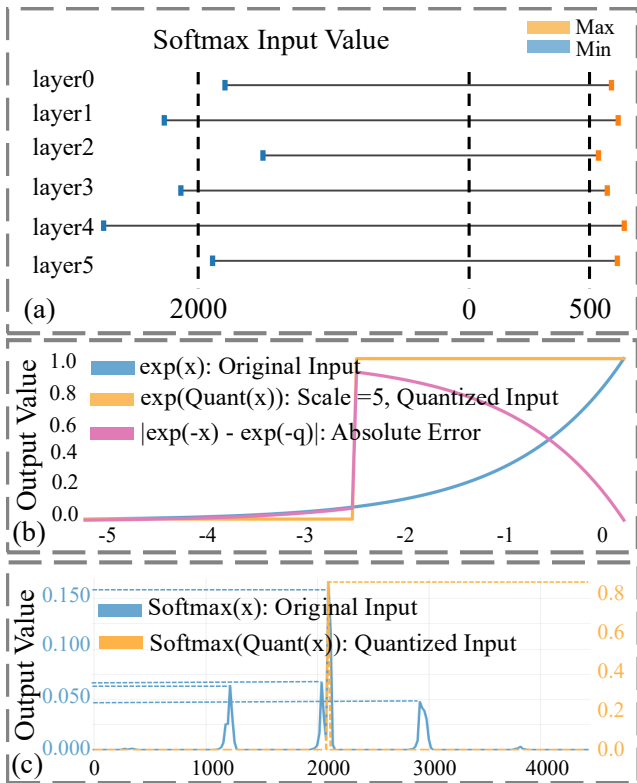 Softmax Input Value
Max
Min
layer0
layer1
layer2
layer3
layer4
layer5
(a)
2000
0
500
Output Value
1.0
0.8
0.6
0.4
0.2
0.0
exp(x): Original Input
exp(Quant(x)): Scale =5, Quantized Input
|exp(-x) - exp(-q)|: Absolute Error
(b)
-5
-4
-3
-2
-1
0
Output Value
0.150
0.100
0.050
0.000
Softmax(x): Original Input
Softmax(Quant(x)): Quantized Input
0.8
0.6
0.4
0.2
0.0
(c)
0
1000
2000
3000
4000